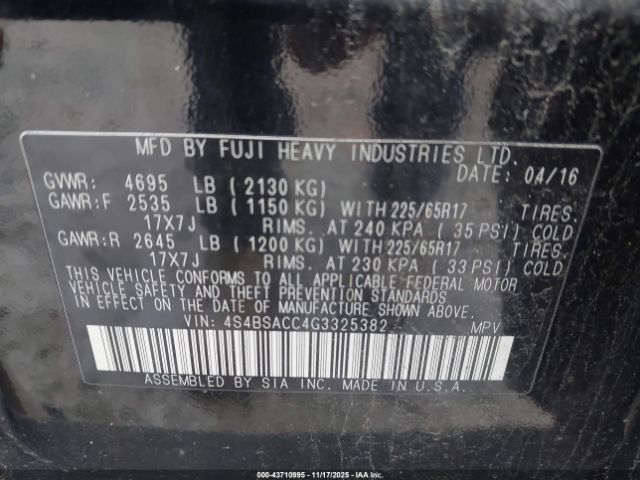 MFD BY FUJI HEAVY INDUSTRIES LTD.
DATE: 04/16
GVWR: 4695 LB (2130 KG)
GAWR:F 2535 LB (1150 KG) WITH 225/65R17 TIRES.
17X7J RIMS. AT 240 KPA (35 PSI) COLD
GAWR:R 2645 LB (1200 KG) WITH 225/65R17 TIRES.
17X7J RIMS. AT 230 KPA (33 PSI) COLD
THIS VEHICLE CONFORMS TO ALL APPLICABLE FEDERAL MOTOR
VEHICLE SAFETY AND THEFT PREVENTION STANDARDS
IN EFFECT ON THE DATE OF MANUFACTURE SHOWN ABOVE.
VIN: 4S4BSACC4G3325382 MPV
ASSEMBLED BY SIA INC. MADE IN U.S.A.
000-43710995 - 11/17/2025 - IAA Inc.